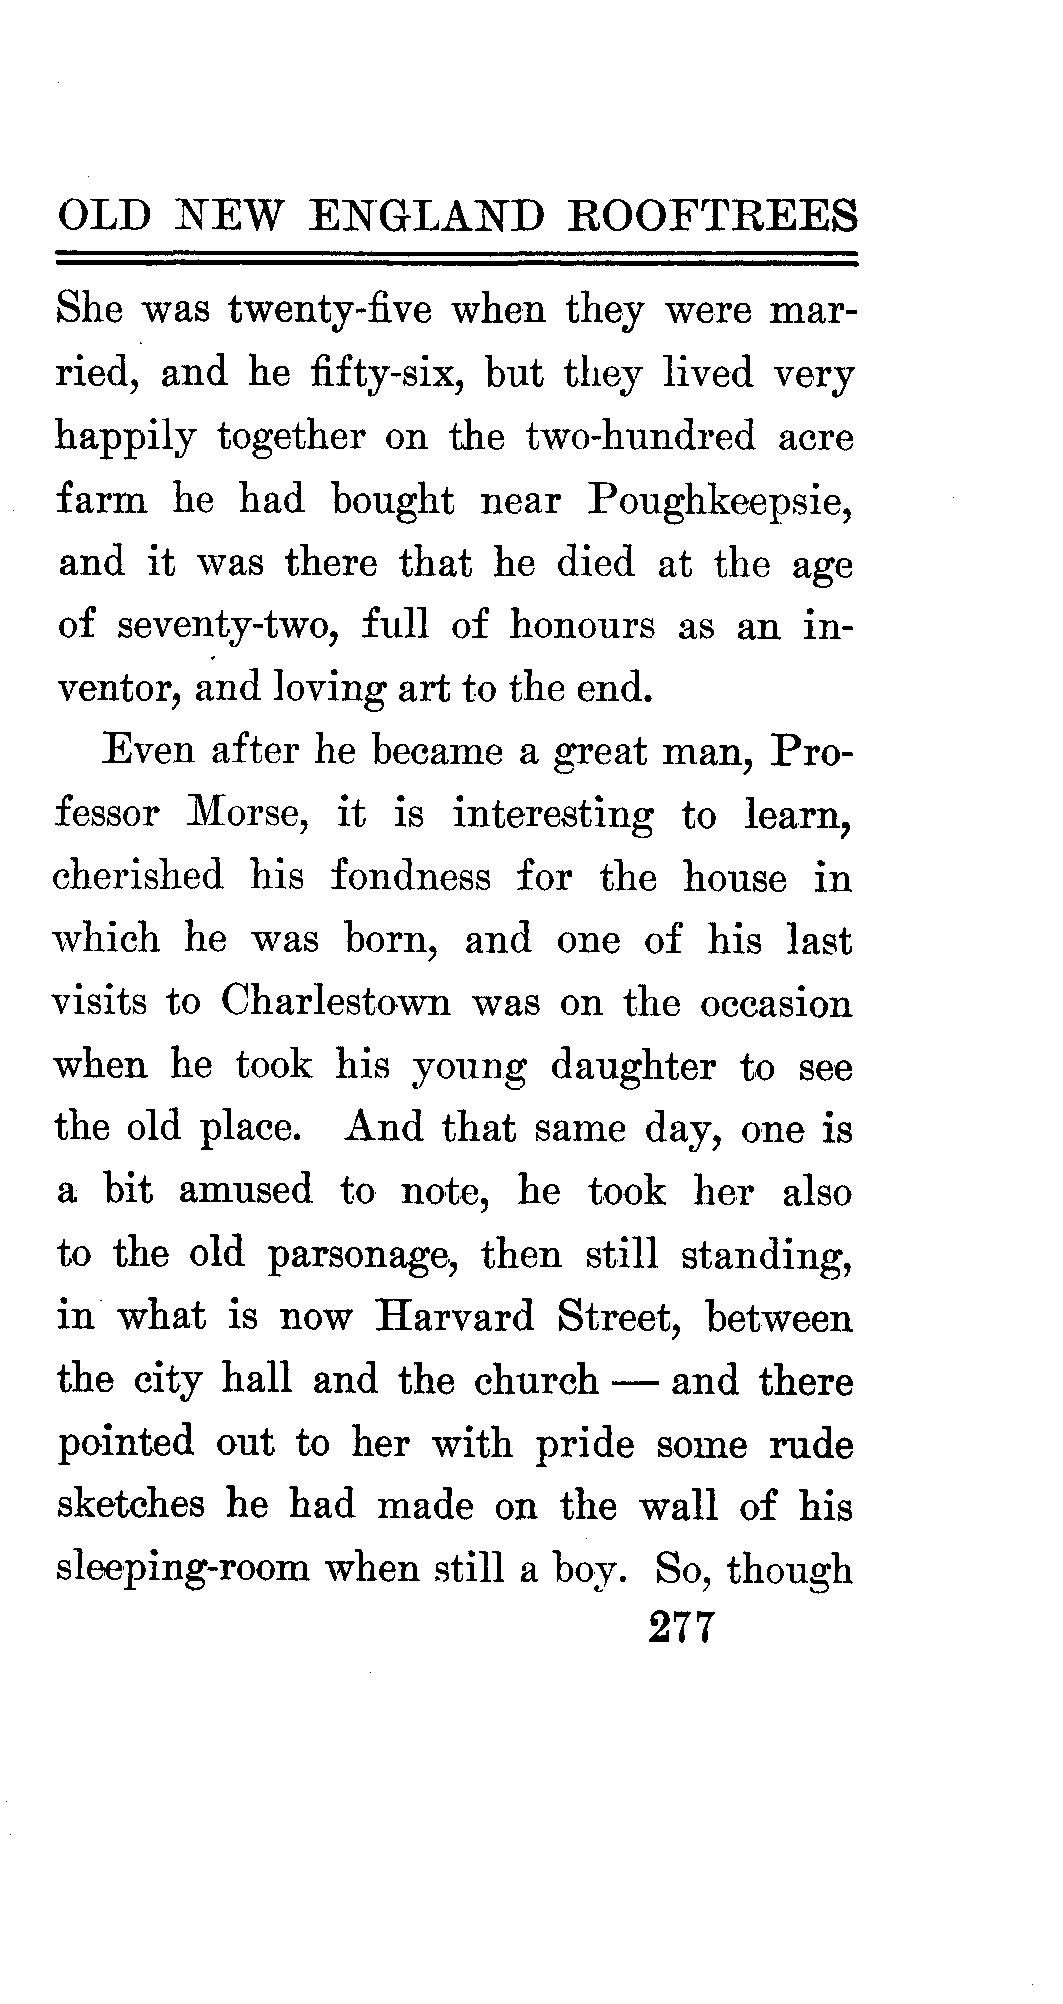 OLD NEW ENGLAND ROOFTREES
She was twenty-five when they were mar-
ried, and he fifty-six, but they lived very
happily together on the two-hundred acre
farm he had bought near Poughkeepsie,
and it was there that he died at the age
of seventy-two, full of honours as an in-
ventor, and loving art to the end.
Even after he became a great man, Pro-
fessor Morse, it is interesting to learn,
cherished his fondness for the house in
which he was born, and one of his last
visits to Charlestown was on the occasion
when he took his young daughter to see
the old place. And that same day, one is
a bit amused to note, he took her also
to the old parsonage, then still standing,
in what is now Harvard Street, between
the city hall and the church — and there
pointed out to her with pride some rude
sketches he had made on the wall of his
sleeping-room when still a boy. So, though
277